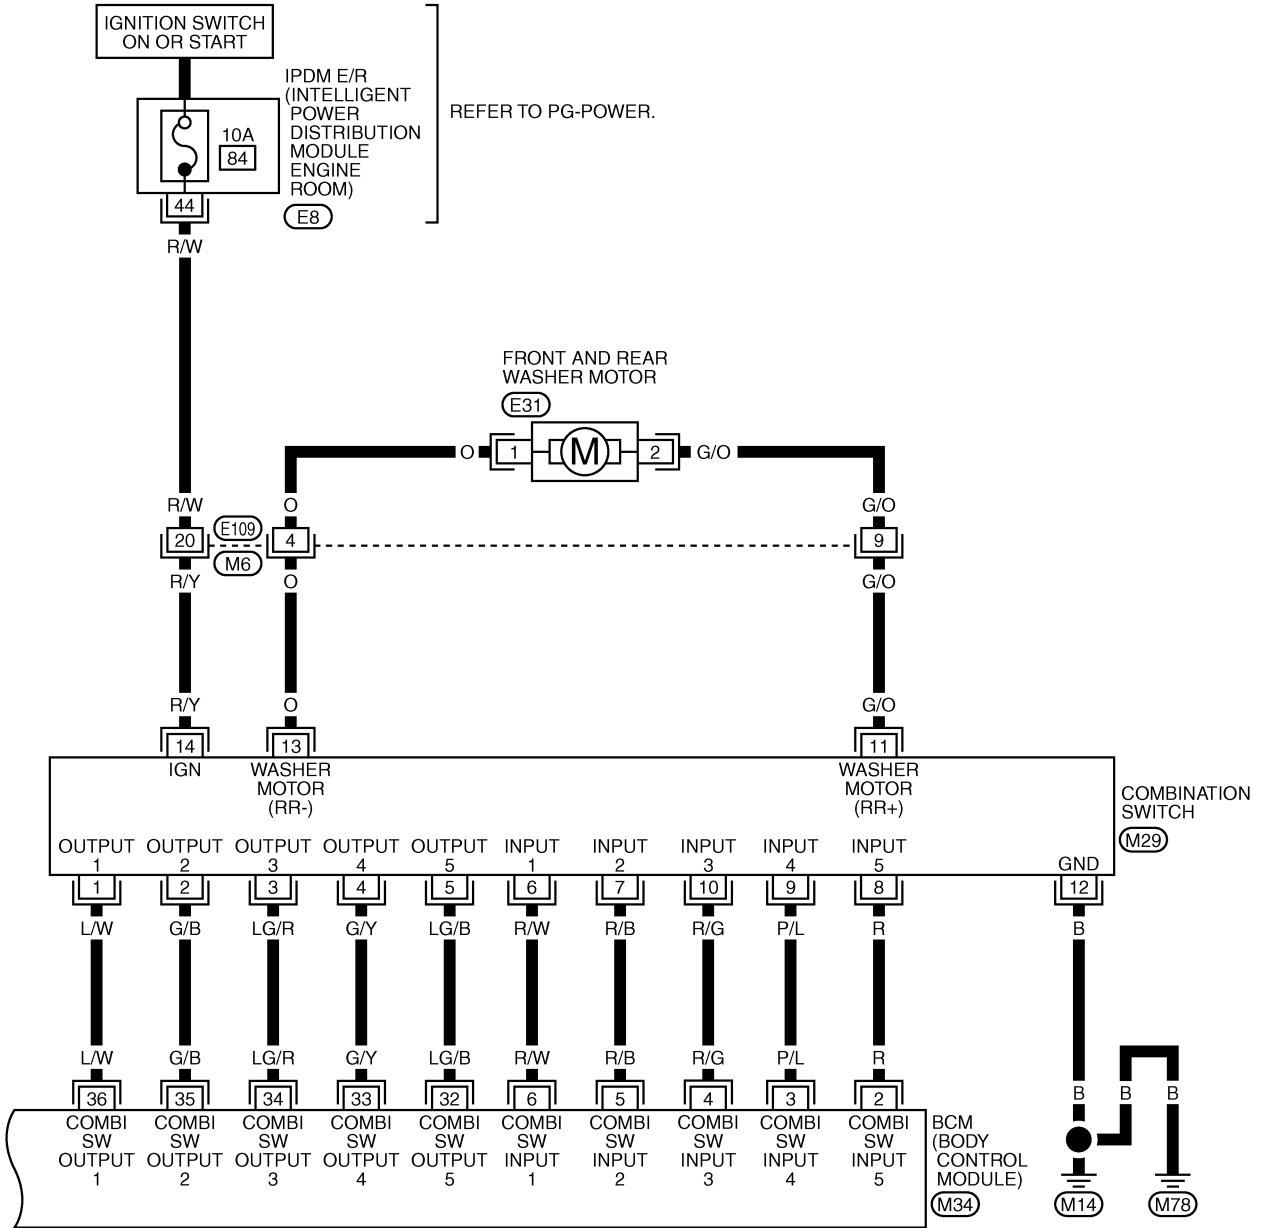 IGNITION SWITCH
ON OR START
IPDM E/R
(INTELLIGENT
POWER
DISTRIBUTION
MODULE
ENGINE
ROOM)
E8
10A
84
REFER TO PG-POWER.
44
R/W
FRONT AND REAR
WASHER MOTOR
E31
O 1 M 2 G/O
R/W O G/O
20 E109 4 9
M6
R/Y O G/O
R/Y O G/O
14 13 11
IGN
WASHER
MOTOR
(RR-)
WASHER
MOTOR
(RR+)
COMBINATION
SWITCH
M29
OUTPUT OUTPUT OUTPUT OUTPUT OUTPUT INPUT INPUT INPUT INPUT INPUT
1 2 3 4 5 1 2 3 4 5 GND
1 2 3 4 5 6 7 10 9 8 12
L/W G/B LG/R G/Y LG/B R/W R/B R/G P/L R B
L/W G/B LG/R G/Y LG/B R/W R/B R/G P/L R
B B B
36 35 34 33 32 6 5 4 3 2
COMBI COMBI COMBI COMBI COMBI COMBI COMBI COMBI COMBI COMBI
SW SW SW SW SW SW SW SW SW SW
OUTPUT OUTPUT OUTPUT OUTPUT OUTPUT INPUT INPUT INPUT INPUT INPUT
1 2 3 4 5 1 2 3 4 5
BCM
(BODY
CONTROL
MODULE)
M34
M14 M78